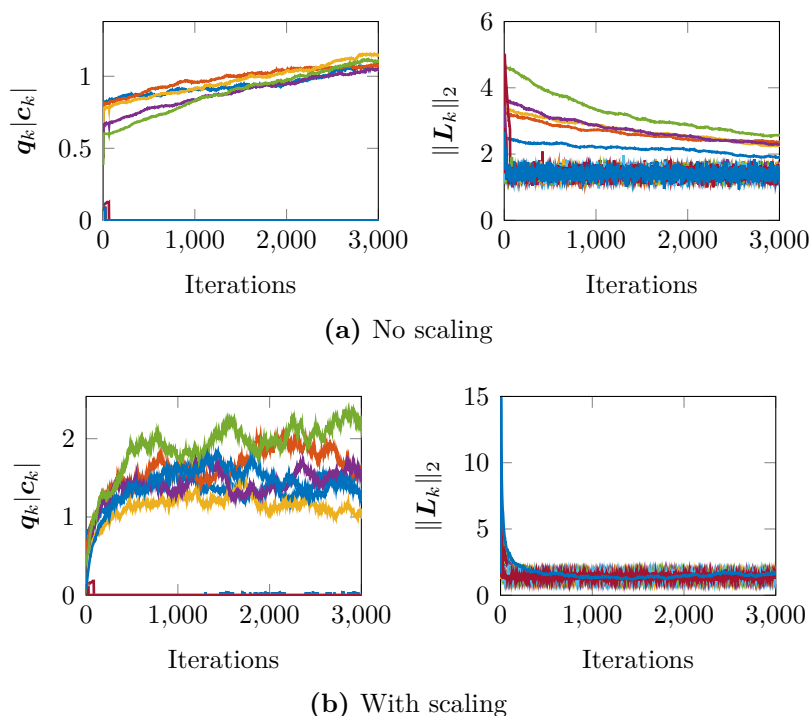 q_k|c_k|
1
0.5
0
0 1,000 2,000 3,000
Iterations
‖L_k‖_2
6
4
2
0
0 1,000 2,000 3,000
Iterations
(a) No scaling
q_k|c_k|
2
1
0
0 1,000 2,000 3,000
Iterations
‖L_k‖_2
15
10
5
0
0 1,000 2,000 3,000
Iterations
(b) With scaling